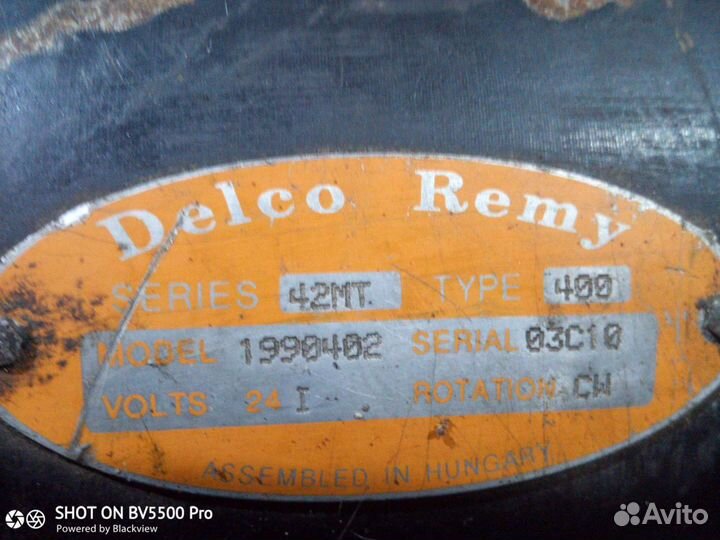 Delco Remy
SERIES 42MT TYPE 400
MODEL 1990402 SERIAL 03C10
VOLTS 24 I ROTATION CW
ASSEMBLED IN HUNGARY
SHOT ON BV5500 Pro
Powered by Blackview
Avito